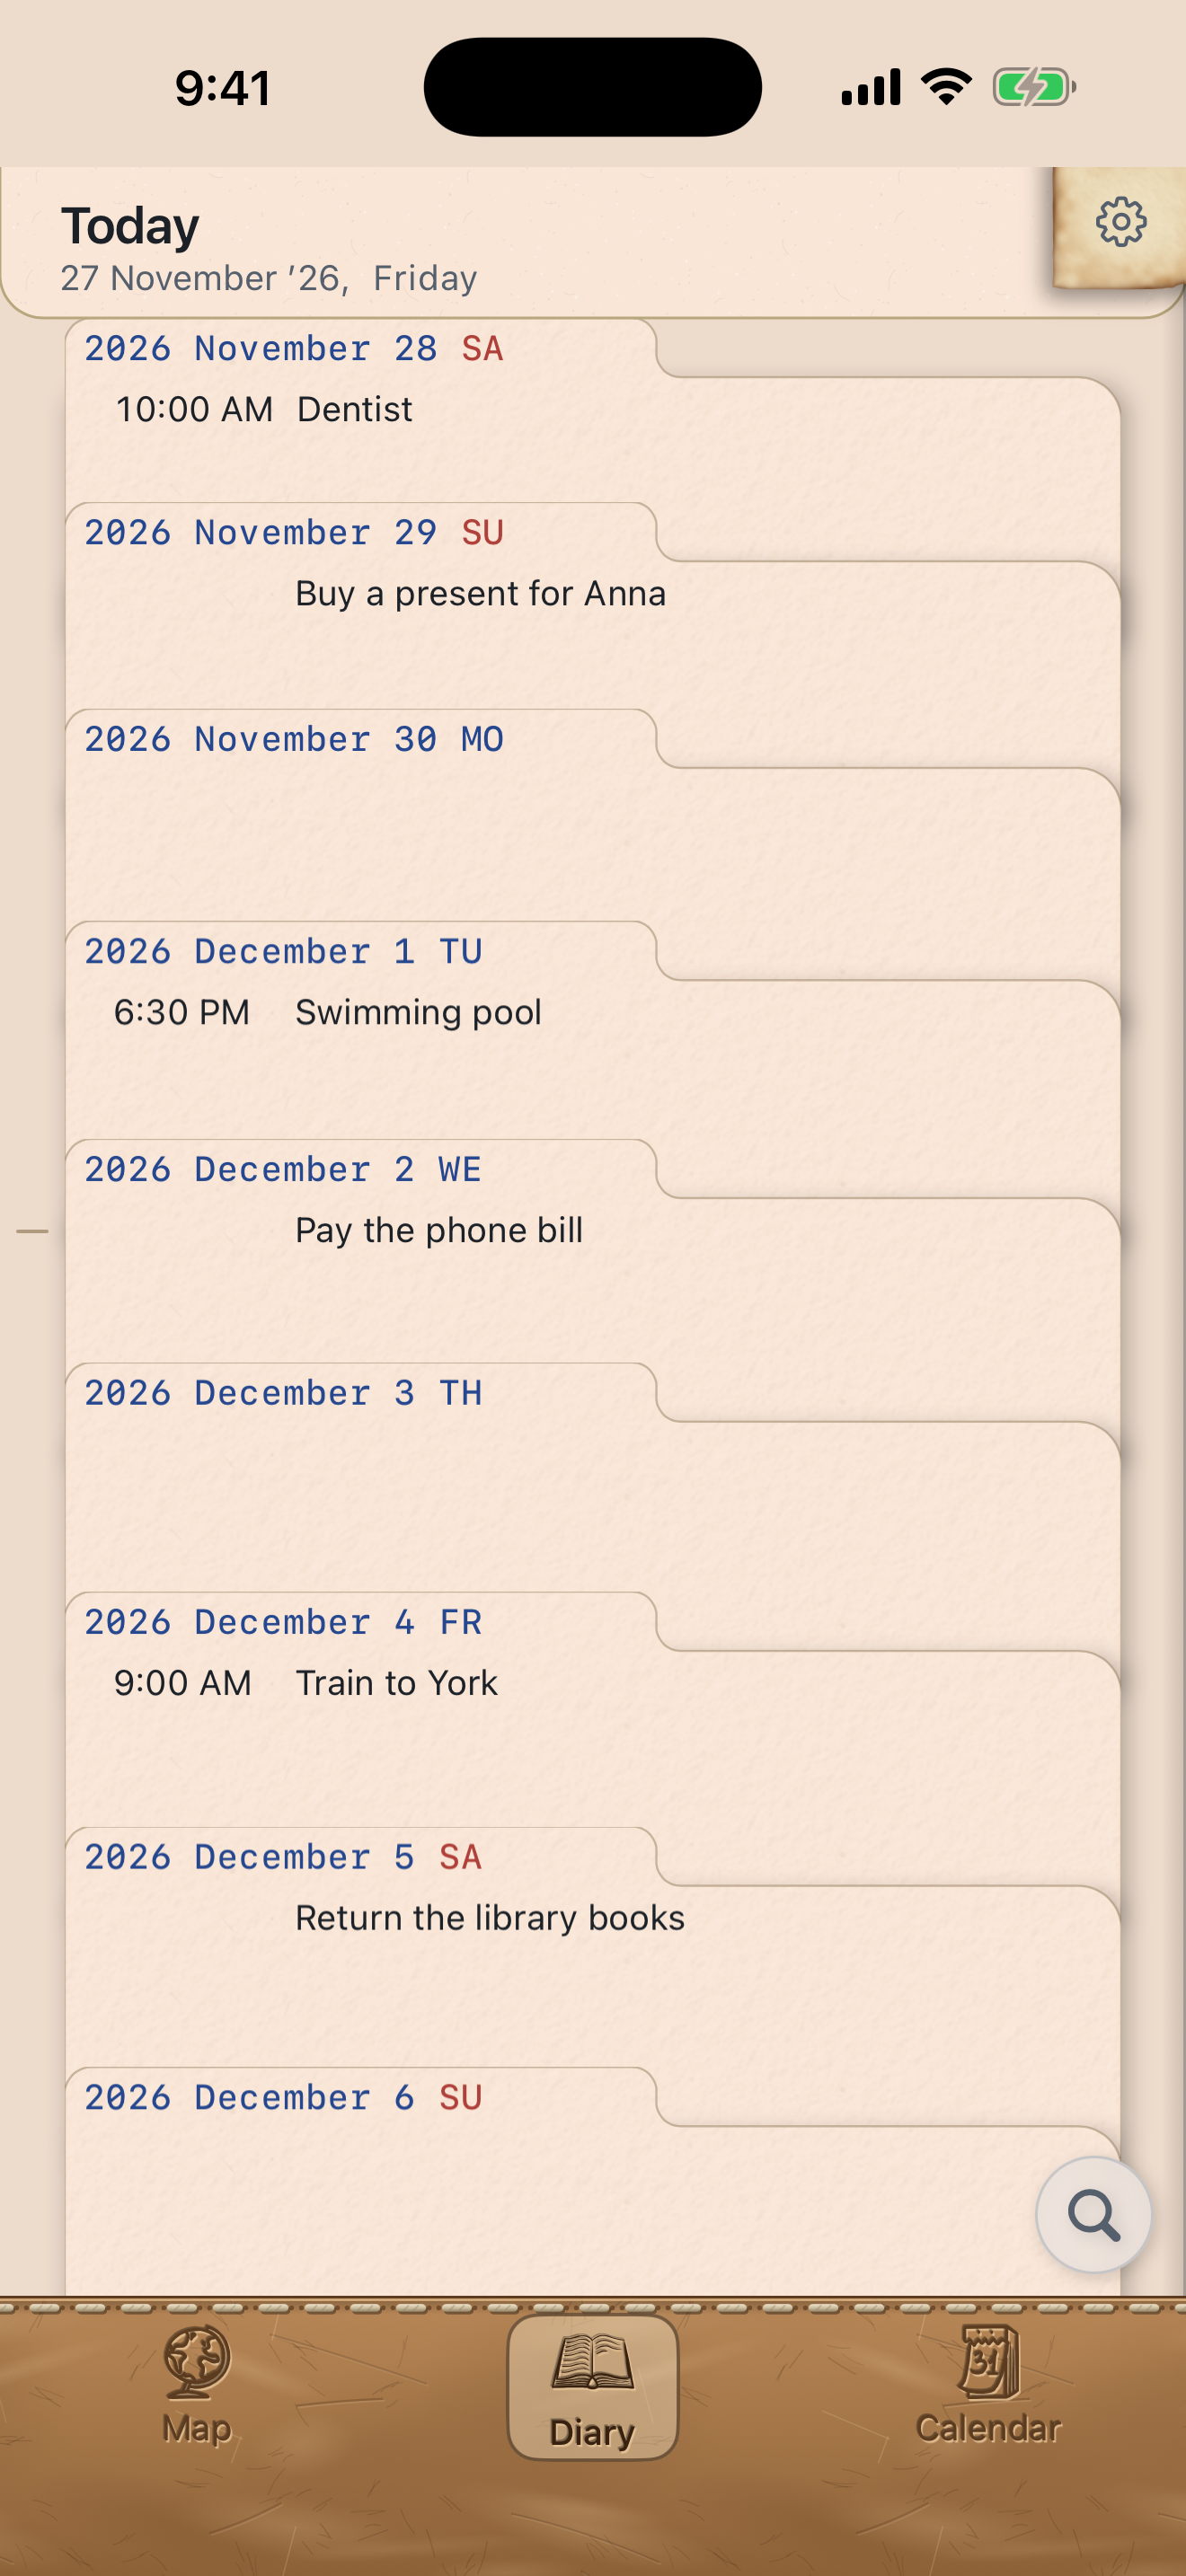 9:41
Today
27 November ’26, Friday
2026 November 28 SA
10:00 AM Dentist
2026 November 29 SU
Buy a present for Anna
2026 November 30 MO
2026 December 1 TU
6:30 PM Swimming pool
2026 December 2 WE
Pay the phone bill
2026 December 3 TH
2026 December 4 FR
9:00 AM Train to York
2026 December 5 SA
Return the library books
2026 December 6 SU
31
Map Diary Calendar